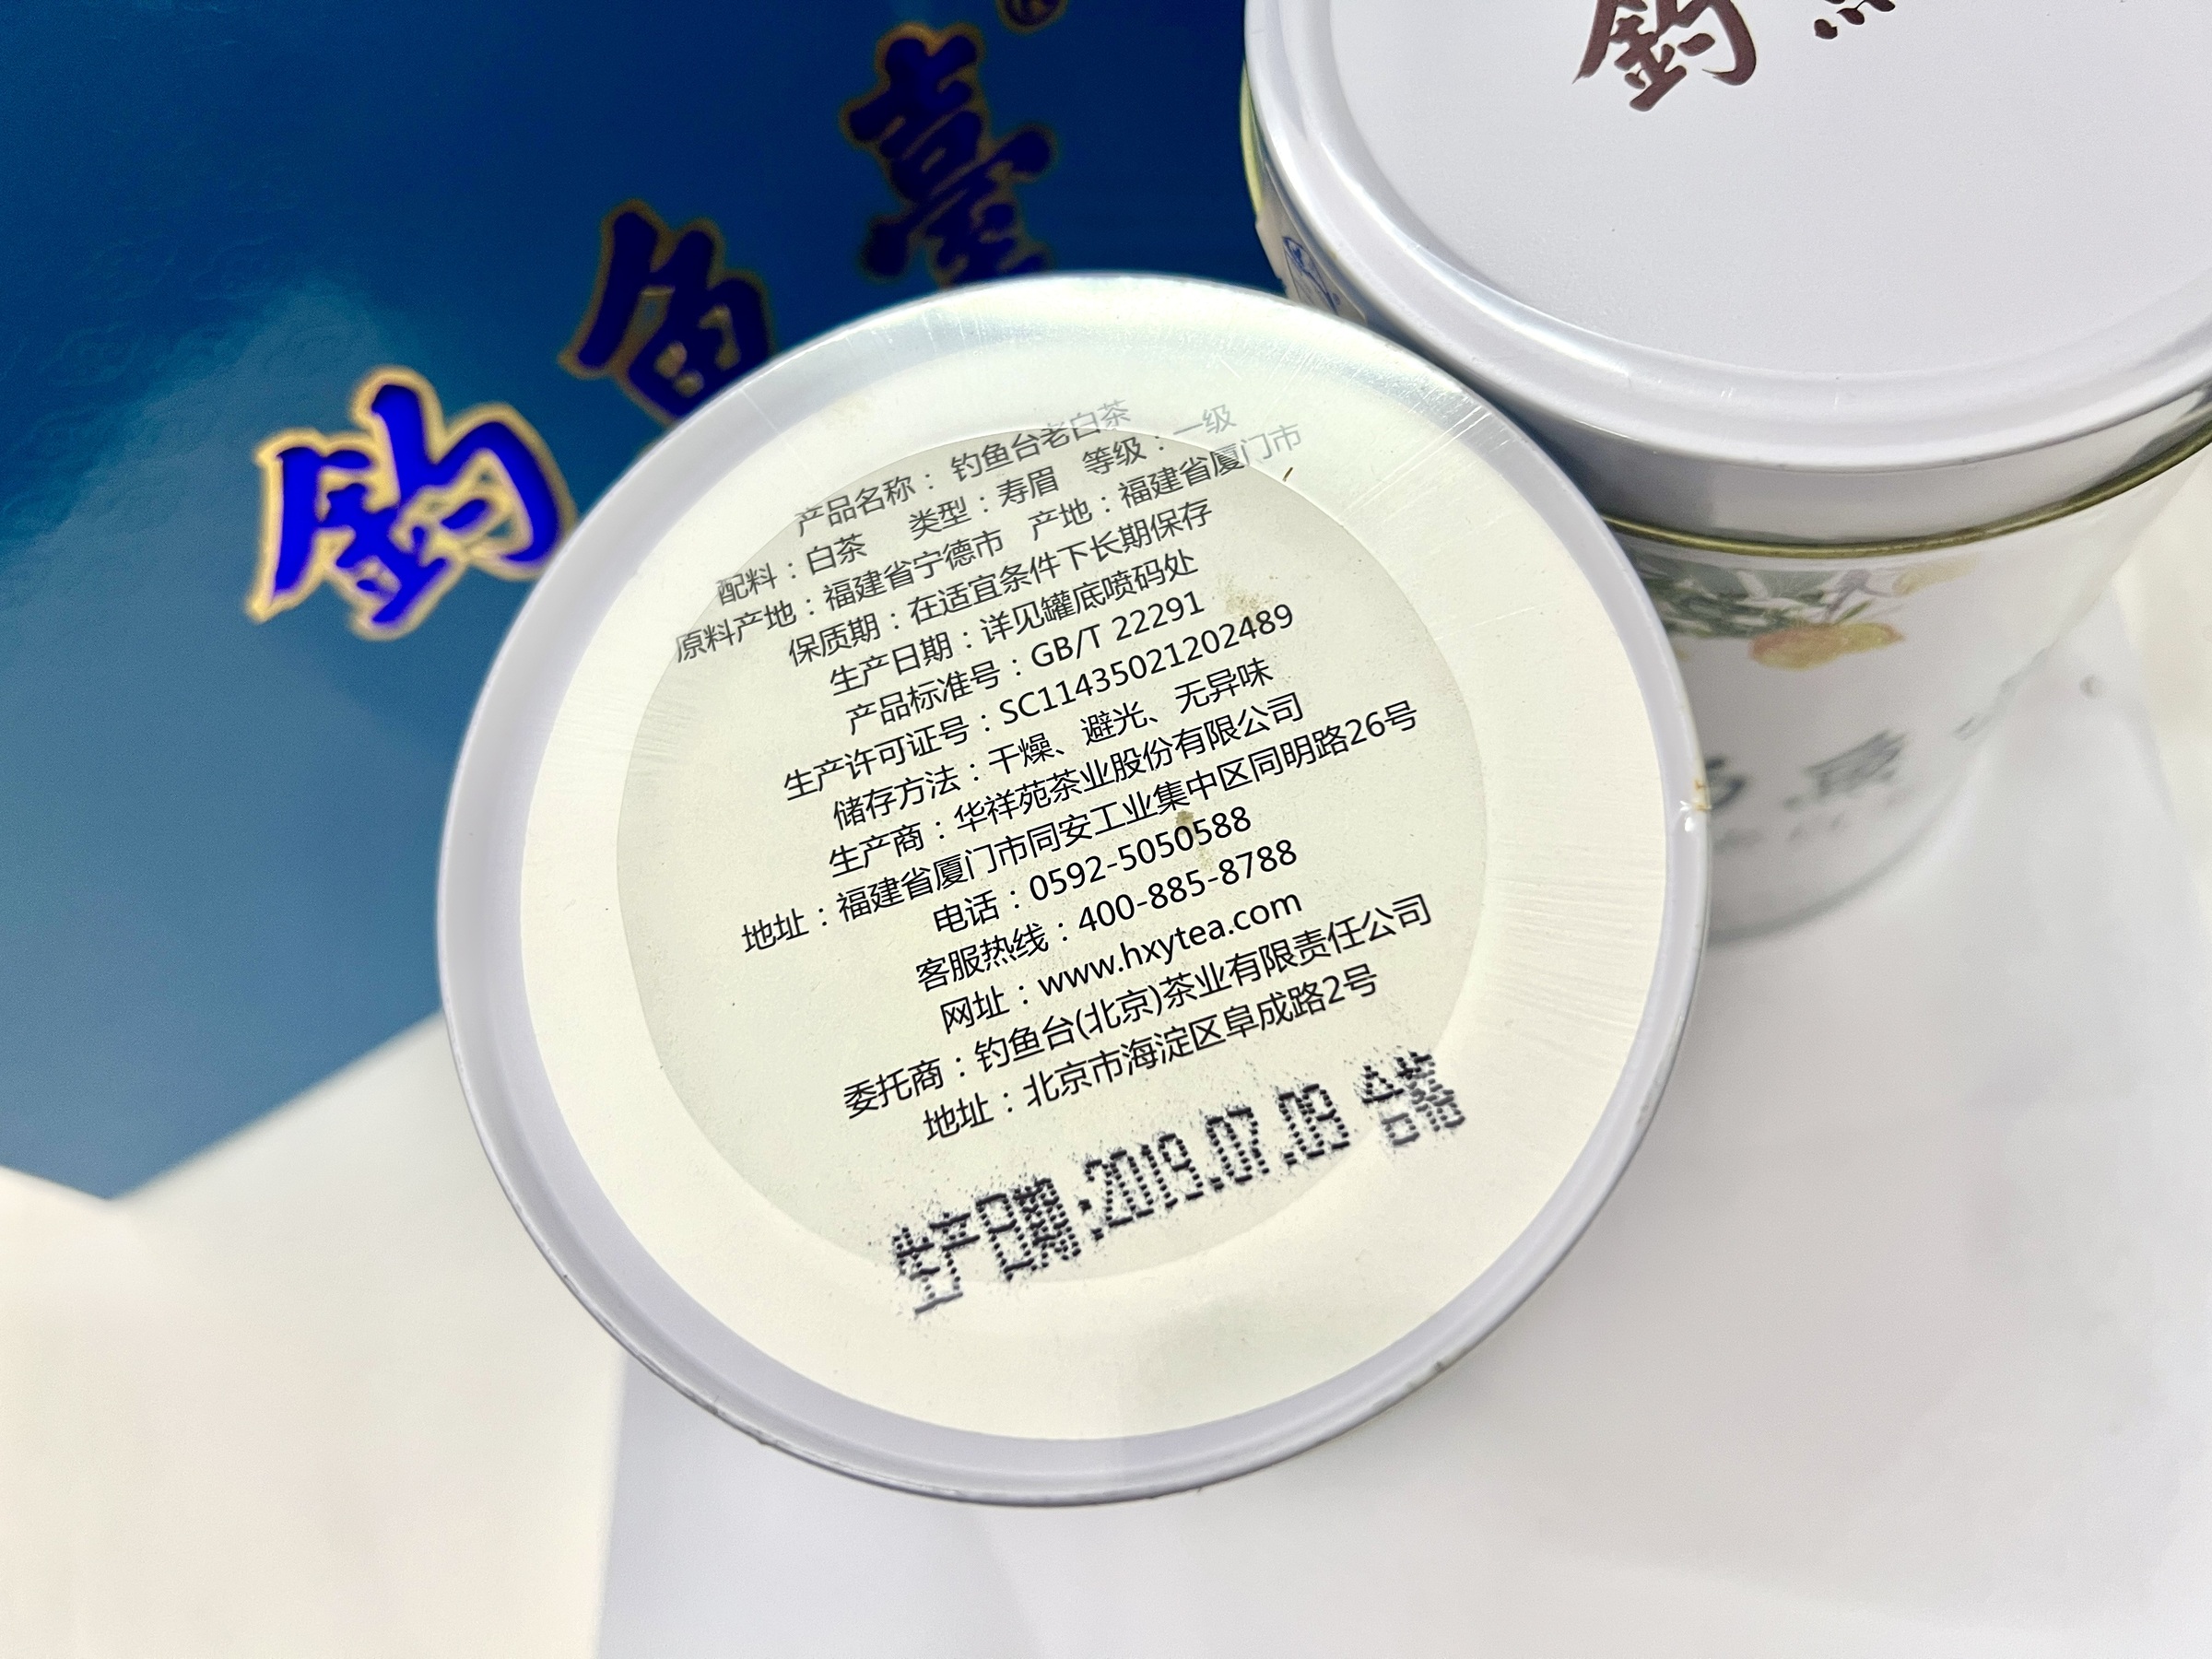 钓魚臺
钓
产品名称：钓鱼台老白茶
配料：白茶 类型：寿眉 等级：一级
原料产地：福建省宁德市 产地：福建省厦门市
保质期：在适宜条件下长期保存
生产日期：详见罐底喷码处
产品标准号：GB/T 22291
生产许可证号：SC11435021202489
储存方法：干燥、避光、无异味
生产商：华祥苑茶业股份有限公司
地址：福建省厦门市同安工业集中区同明路26号
电话：0592-5050588
客服热线：400-885-8788
网址：www.hxytea.com
委托商：钓鱼台(北京)茶业有限责任公司
地址：北京市海淀区阜成路2号
生产日期:2019.07.09 合格